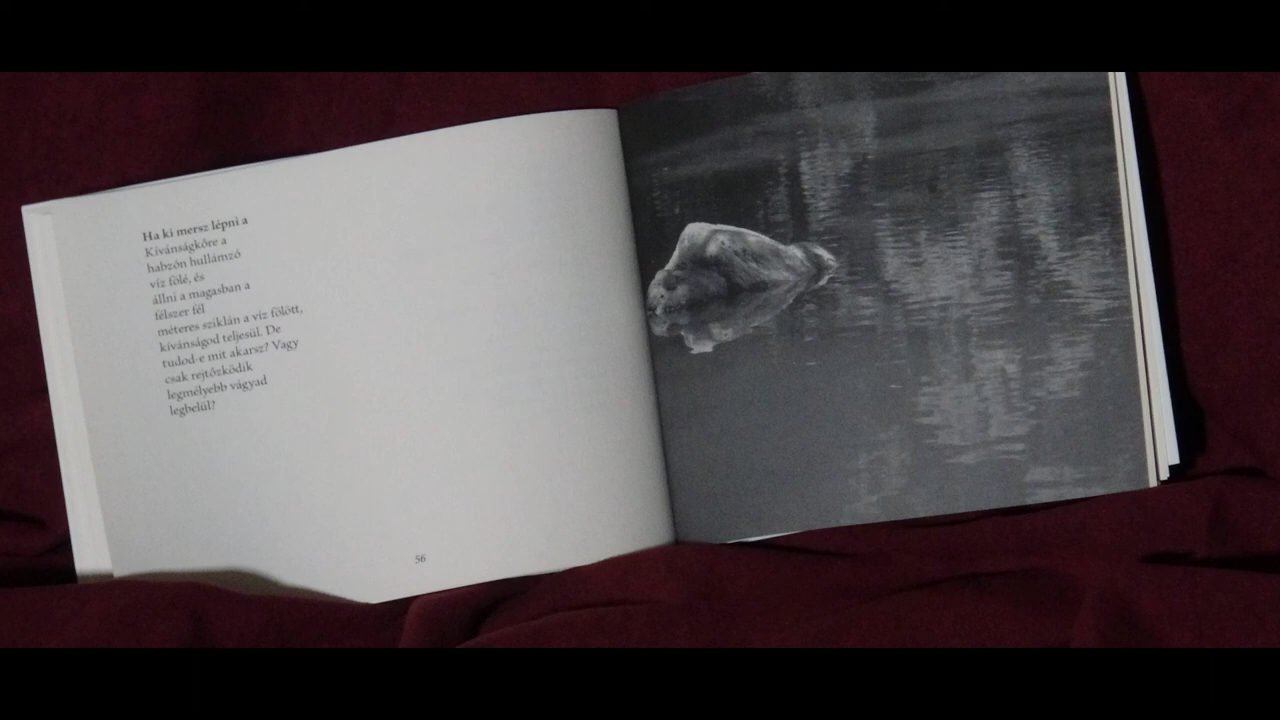 Ha ki mersz lépni a
Kívánságkőre a
habzón hullámzó
víz fölé, és
állni a magasban a
félszer fél
méteres sziklán a víz fölött,
kívánságod teljesül. De
tudod-e mit akarsz? Vagy
csak rejtőzködik
legmélyebb vágyad
legbelül?
56